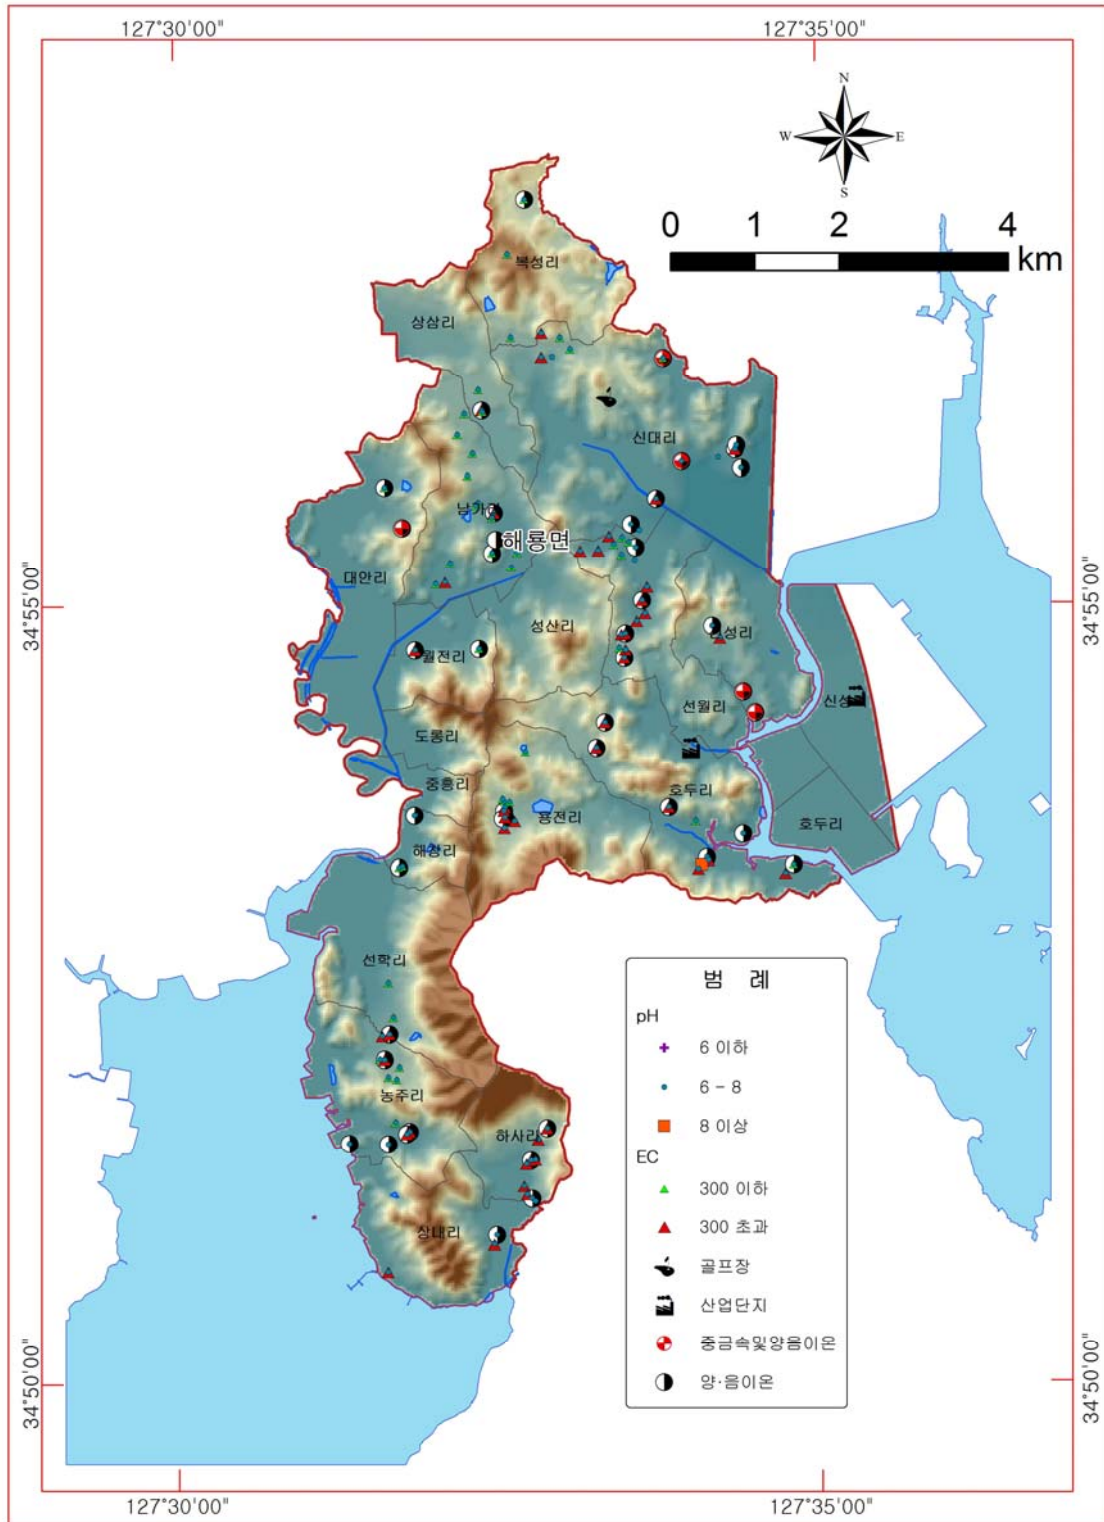 127°30'00"
127°35'00"
N
W
E
S
0 1 2 4
km
복성리
상삼리
신대리
남가리
해룡면
대안리
성산리
월전리
성리
선월리
신성
도롱리
중흥리
호두리
용전리
호두리
해창리
선학리
농주리
하사리
상내리
34°55'00"
34°55'00"
34°50'00"
34°50'00"
범 례
pH
6 이하
6 - 8
8 이상
EC
300 이하
300 초과
골프장
산업단지
중금속및양음이온
양·음이온
127°30'00"
127°35'00"